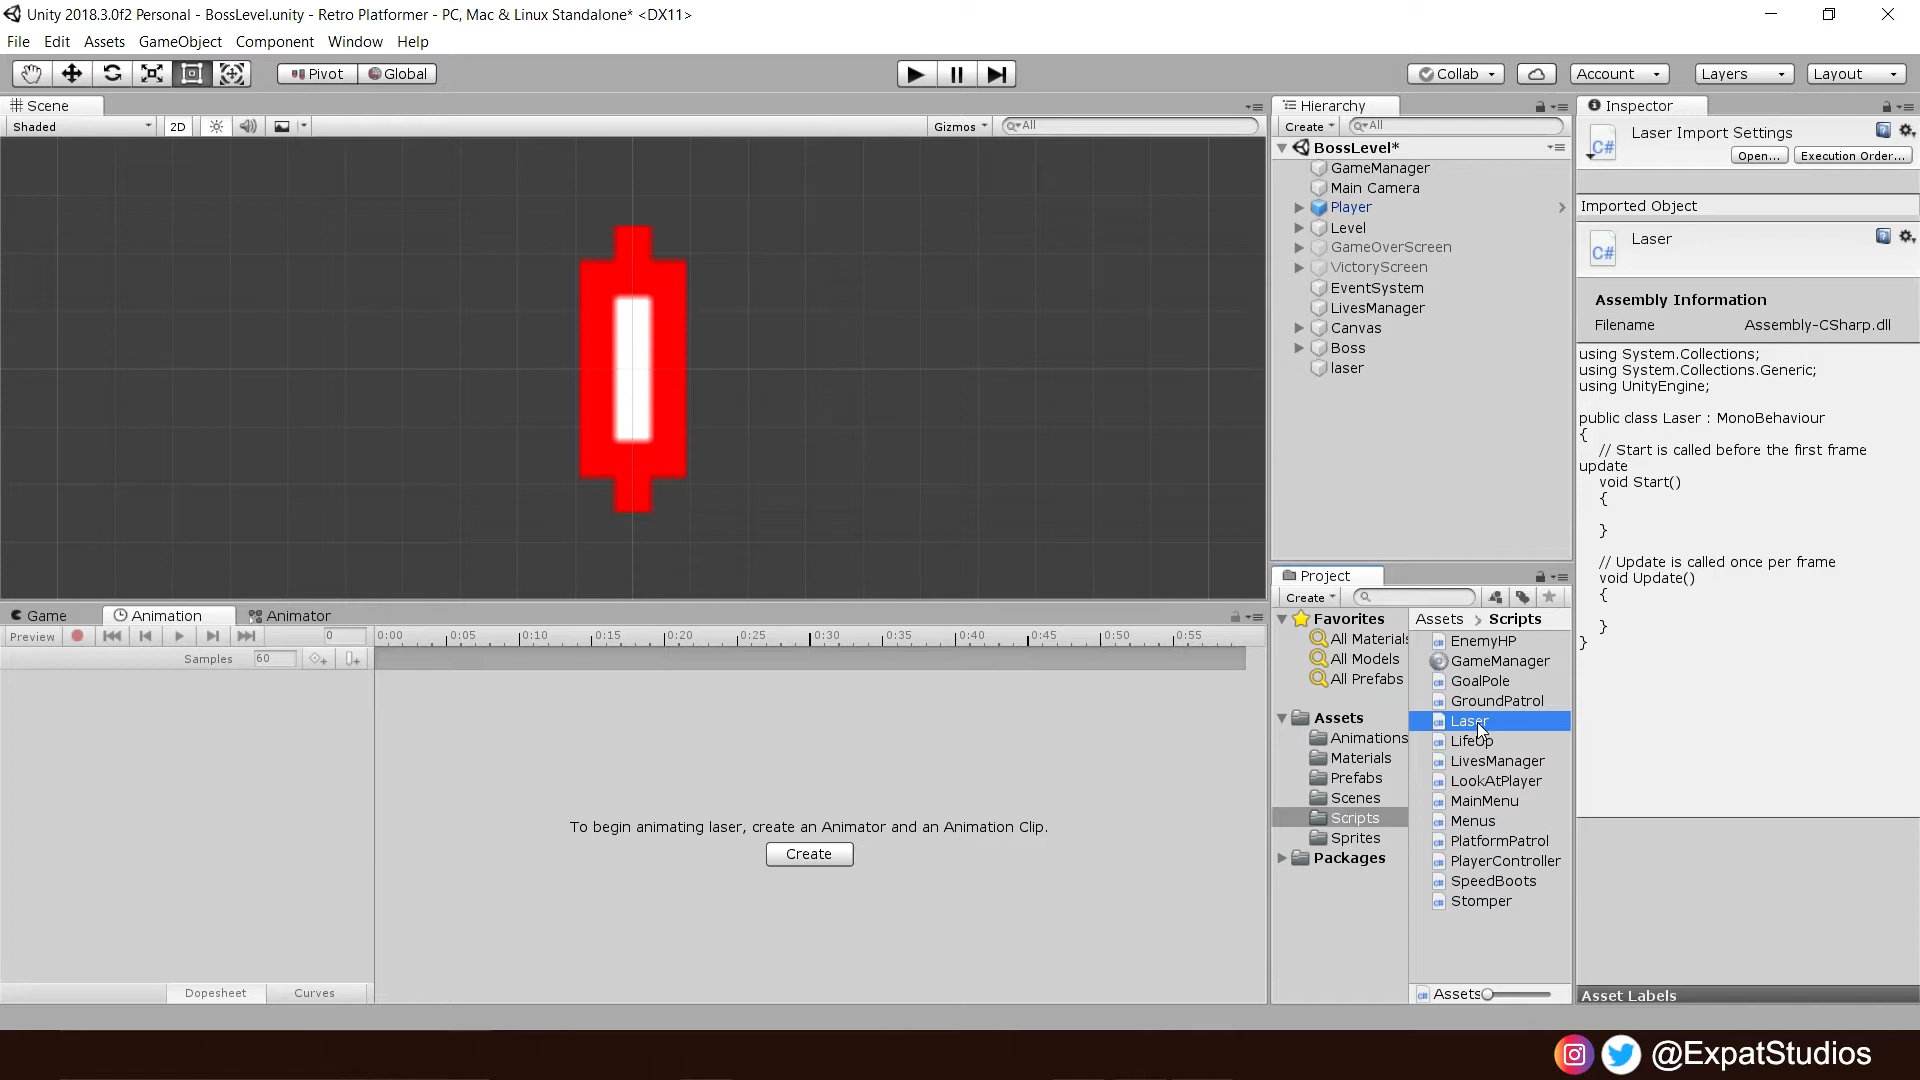 Unity 2018.3.0f2 Personal - BossLevel.unity - Retro Platformer - PC, Mac & Linux Standalone* <DX11>
File Edit Assets GameObject Component Window Help
Pivot Global Collab Account Layers Layout
Scene
Shaded 2D Gizmos All
Hierarchy
Create All
BossLevel*
GameManager
Main Camera
Player
Level
GameOverScreen
VictoryScreen
EventSystem
LivesManager
Canvas
Boss
laser
Inspector
Laser Import Settings
Open... Execution Order...
Imported Object
Laser
Assembly Information
Filename Assembly-CSharp.dll
using System.Collections;
using System.Collections.Generic;
using UnityEngine;
public class Laser : MonoBehaviour
{
// Start is called before the first frame
update
void Start()
{
}
// Update is called once per frame
void Update()
{
}
}
Asset Labels
Game Animation Animator
Preview 0 0:00 0:05 0:10 0:15 0:20 0:25 0:30 0:35 0:40 0:45 0:50 0:55
Samples 60
To begin animating laser, create an Animator and an Animation Clip.
Create
Dopesheet Curves
Project
Create
Favorites
All Materials
All Models
All Prefabs
Assets
Animations
Materials
Prefabs
Scenes
Scripts
Sprites
Packages
Assets > Scripts
EnemyHP
GameManager
GoalPole
GroundPatrol
Laser
LifeUp
LivesManager
LookAtPlayer
MainMenu
Menus
PlatformPatrol
PlayerController
SpeedBoots
Stomper
Assets
@ExpatStudios